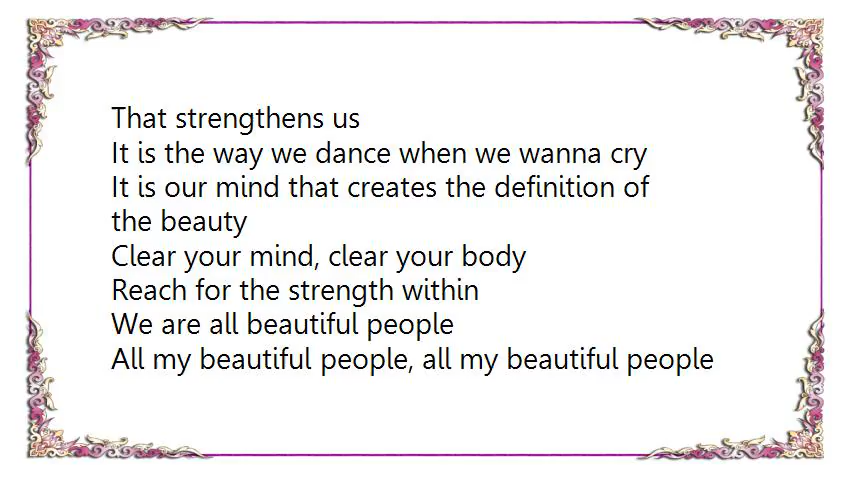 That strengthens us
It is the way we dance when we wanna cry
It is our mind that creates the definition of
the beauty
Clear your mind, clear your body
Reach for the strength within
We are all beautiful people
All my beautiful people, all my beautiful people